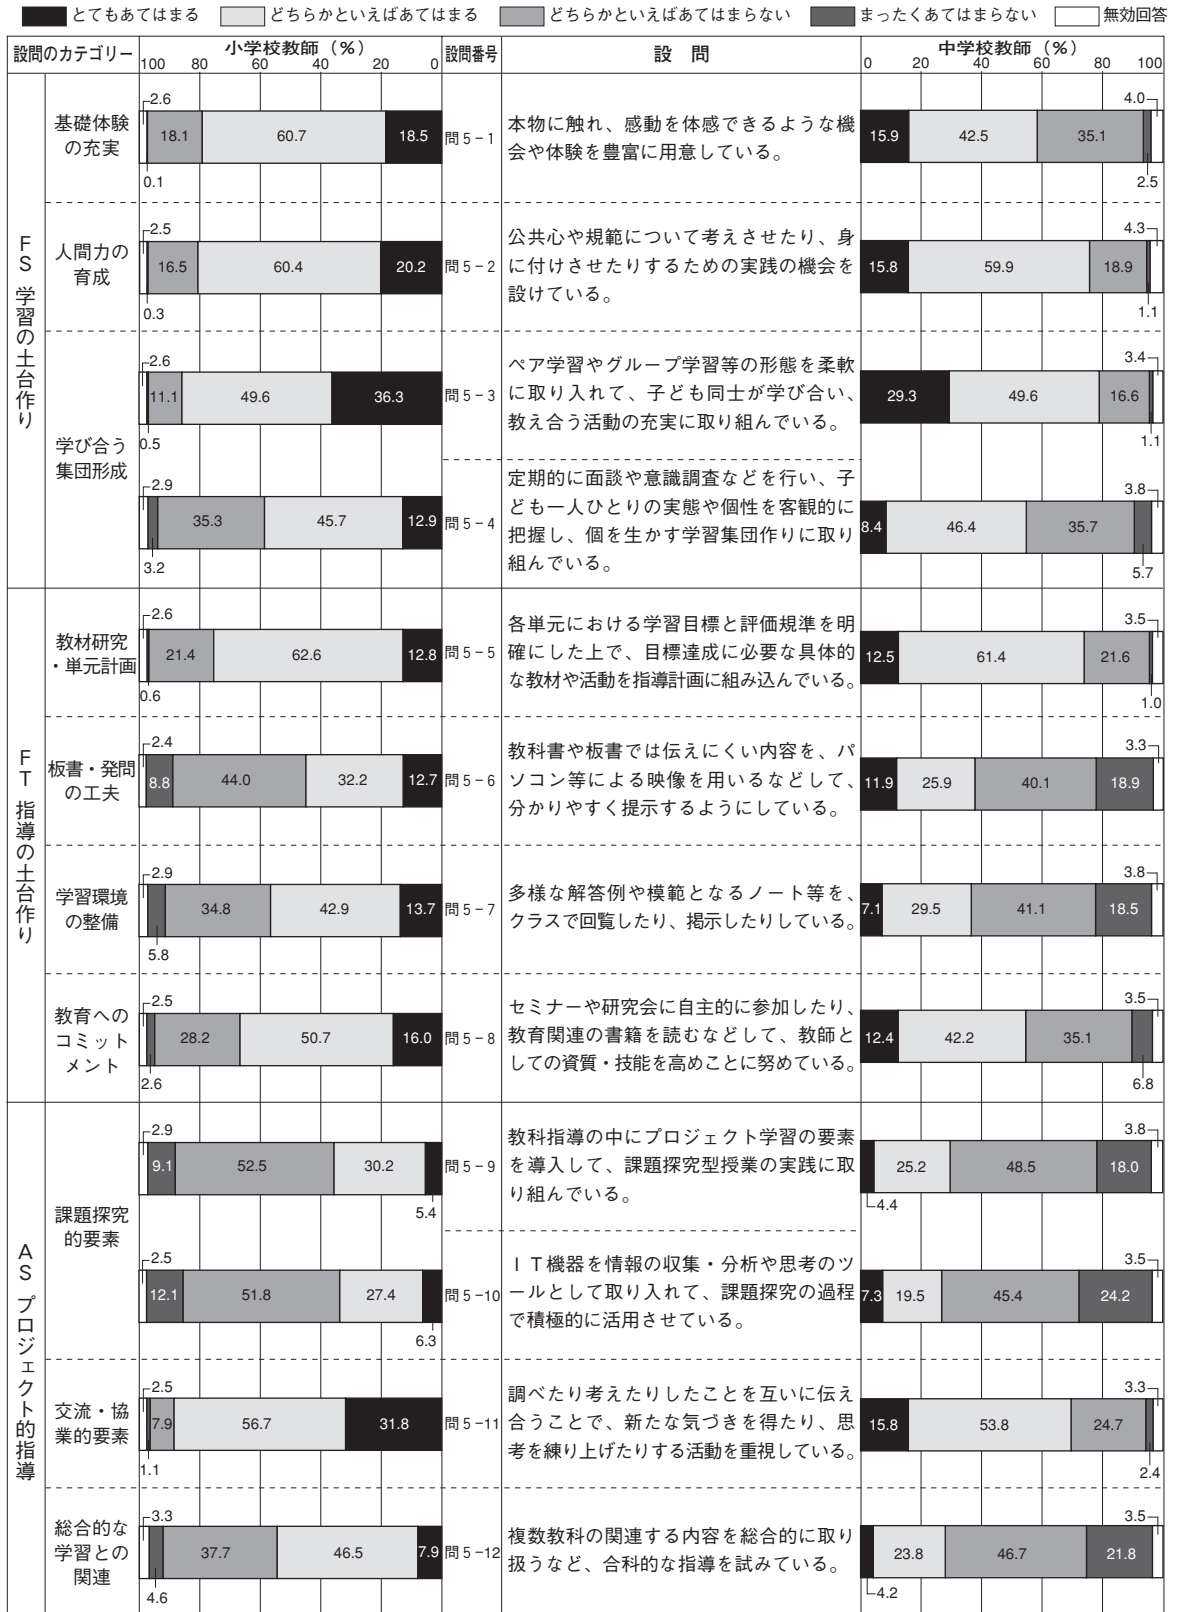 とてもあてはまる どちらかといえばあてはまる どちらかといえばあてはまらない まったくあてはまらない 無効回答
設問のカテゴリー 小学校教師（%） 設問番号 設　問 中学校教師（%）
100 80 60 40 20 0 0 20 40 60 80 100
FS 学習の土台作り
基礎体験
の充実
2.6
18.1 60.7 18.5
0.1
問5-1
本物に触れ、感動を体感できるような機
会や体験を豊富に用意している。
4.0
15.9 42.5 35.1
2.5
人間力の
育成
2.5
16.5 60.4 20.2
0.3
問5-2
公共心や規範について考えさせたり、身
に付けさせたりするための実践の機会を
設けている。
4.3
15.8 59.9 18.9
1.1
学び合う
集団形成
2.6
11.1 49.6 36.3
0.5
問5-3
ペア学習やグループ学習等の形態を柔軟
に取り入れて、子ども同士が学び合い、
教え合う活動の充実に取り組んでいる。
3.4
29.3 49.6 16.6
1.1
2.9
35.3 45.7 12.9
3.2
問5-4
定期的に面談や意識調査などを行い、子
ども一人ひとりの実態や個性を客観的に
把握し、個を生かす学習集団作りに取り
組んでいる。
3.8
8.4 46.4 35.7
5.7
FT 指導の土台作り
教材研究
・単元計画
2.6
21.4 62.6 12.8
0.6
問5-5
各単元における学習目標と評価規準を明
確にした上で、目標達成に必要な具体的
な教材や活動を指導計画に組み込んでいる。
3.5
12.5 61.4 21.6
1.0
板書・発問
の工夫
2.4
8.8 44.0 32.2 12.7
問5-6
教科書や板書では伝えにくい内容を、パ
ソコン等による映像を用いるなどして、
分かりやすく提示するようにしている。
3.3
11.9 25.9 40.1 18.9
学習環境
の整備
2.9
34.8 42.9 13.7
5.8
問5-7
多様な解答例や模範となるノート等を、
クラスで回覧したり、掲示したりしている。
3.8
7.1 29.5 41.1 18.5
教育への
コミット
メント
2.5
28.2 50.7 16.0
2.6
問5-8
セミナーや研究会に自主的に参加したり、
教育関連の書籍を読むなどして、教師と
しての資質・技能を高めことに努めている。
3.5
12.4 42.2 35.1
6.8
AS プロジェクト的指導
課題探究
的要素
2.9
9.1 52.5 30.2
5.4
問5-9
教科指導の中にプロジェクト学習の要素
を導入して、課題探究型授業の実践に取
り組んでいる。
3.8
25.2 48.5 18.0
4.4
2.5
12.1 51.8 27.4
6.3
問5-10
ＩＴ機器を情報の収集・分析や思考のツ
ールとして取り入れて、課題探究の過程
で積極的に活用させている。
3.5
7.3 19.5 45.4 24.2
交流・協
業的要素
2.5
7.9 56.7 31.8
1.1
問5-11
調べたり考えたりしたことを互いに伝え
合うことで、新たな気づきを得たり、思
考を練り上げたりする活動を重視している。
3.3
15.8 53.8 24.7
2.4
総合的な
学習との
関連
3.3
37.7 46.5 7.9
4.6
問5-12
複数教科の関連する内容を総合的に取り
扱うなど、合科的な指導を試みている。
3.5
23.8 46.7 21.8
4.2